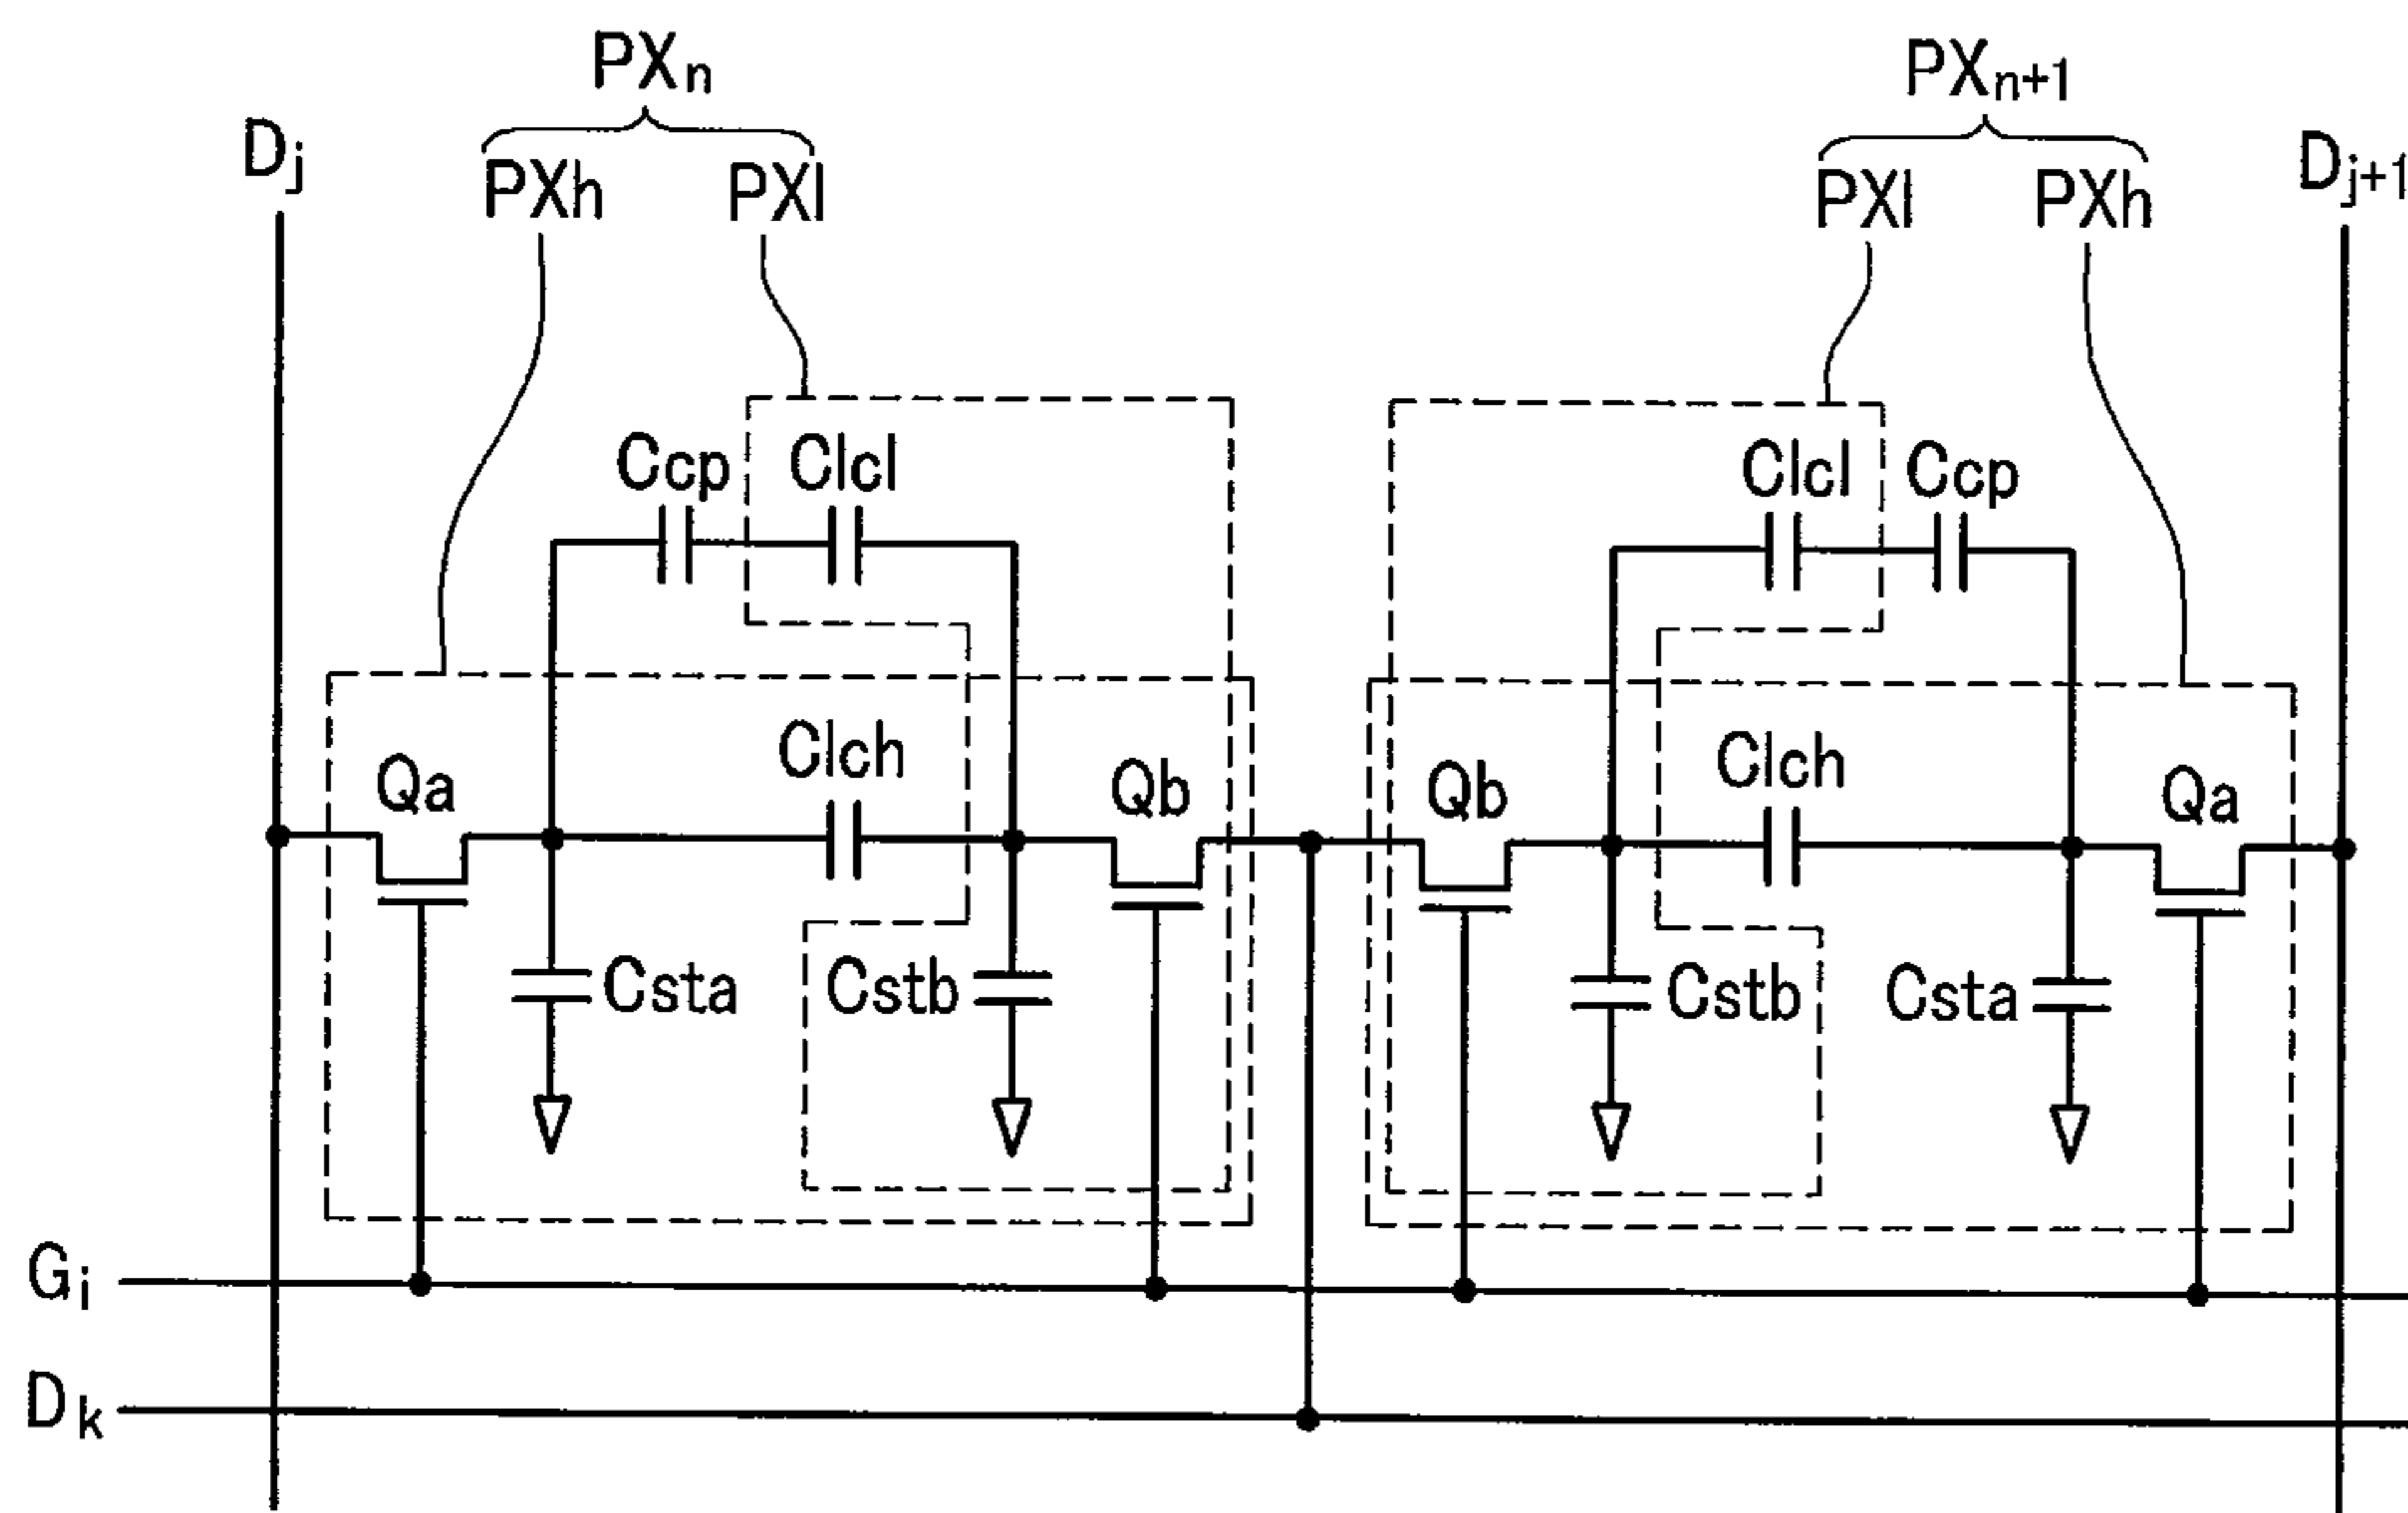 PXn
PXn+1
Dj
PXh
PXl
PXl
PXh
Dj+1
Ccp
Clcl
Clcl
Ccp
Qa
Clch
Qb
Qb
Clch
Qa
Csta
Cstb
Cstb
Csta
Gi
Dk